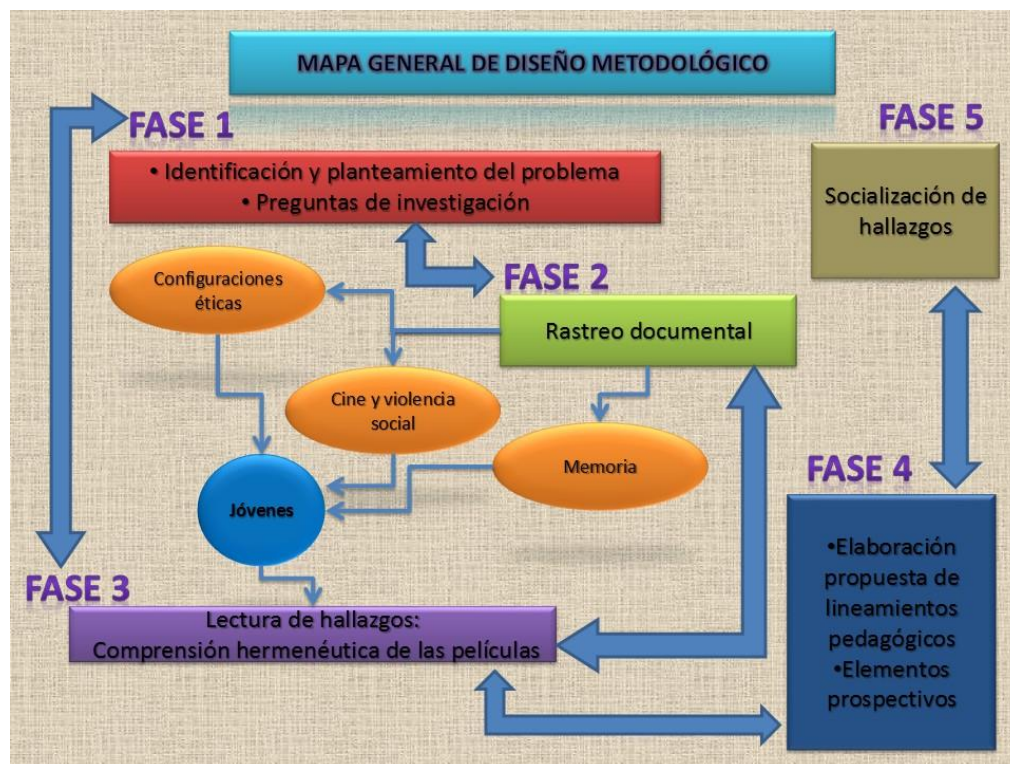 MAPA GENERAL DE DISEÑO METODOLÓGICO
FASE 1
• Identificación y planteamiento del problema
• Preguntas de investigación
FASE 5
Socialización de
hallazgos
Configuraciones
éticas
FASE 2
Rastreo documental
Cine y violencia
social
Memoria
Jóvenes
FASE 3
Lectura de hallazgos:
Comprensión hermenéutica de las películas
FASE 4
•Elaboración
propuesta de
lineamientos
pedagógicos
•Elementos
prospectivos